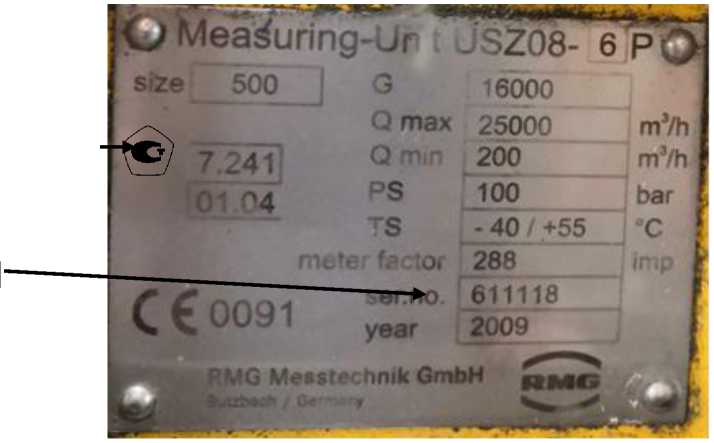 Measuring-Unit USZ08- 6 P
size 500 G 16000
Q max 25000 m³/h
7.241 Q min 200 m³/h
01.04 PS 100 bar
TS - 40 / +55 °C
meter factor 288 imp
CE 0091 ser.no. 611118
year 2009
RMG Messtechnik GmbH RMG
Butzbach / Germany